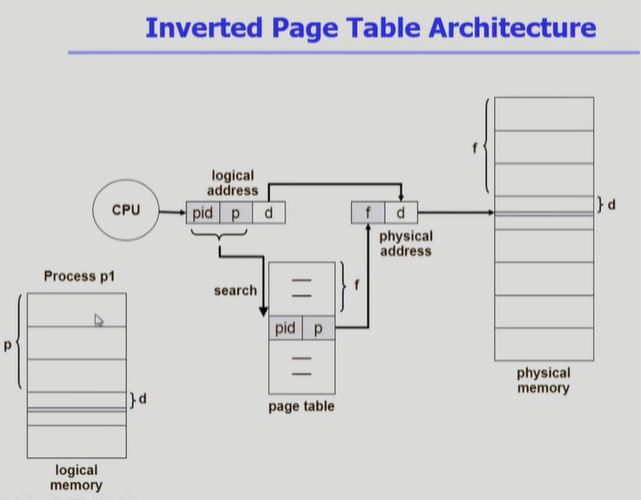 Inverted Page Table Architecture
logical
address
CPU
pid p d
f d
physical
address
f
d
search
f
pid p
page table
Process p1
p
d
logical
memory
physical
memory